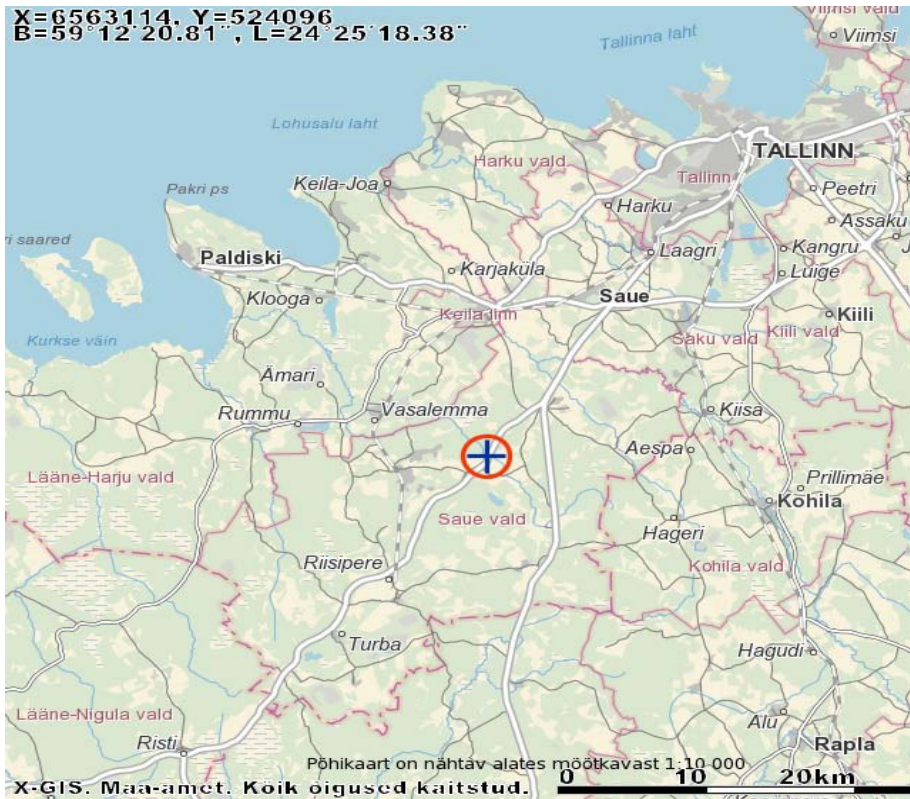 X=6563114, Y=524096
B=59°12'20.81", L=24°25'18.38"
Viimsi vald
Viimsi
Tallinna laht
Lohusalu laht
TALLINN
Harku vald
Tallinn
Keila-Joa
Pakri ps
Peetri
Harku
Assaku
ri saared
Paldiski
Laagri
Kangru
J
Karjaküla
Luige
Klooga
Saue
Keila linn
Kiili
Kurkse väin
Saku vald
Kiili vald
Ämari
Rummu
Vasalemma
Kiisa
Aespa
Lääne-Harju vald
Prillimäe
Kohila
Saue vald
Hageri
Riisipere
Kohila vald
Turba
Hagudi
Lääne-Nigula vald
Alu
Risti
Rapla
Põhikaart on nähtav alates mõõtkavast 1:10 000
0 10 20km
X-GIS. Maa-amet. Kõik õigused kaitstud.